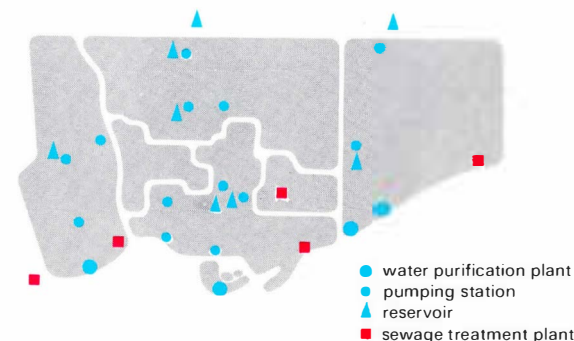 water purification plant
pumping station
reservoir
sewage treatment plant